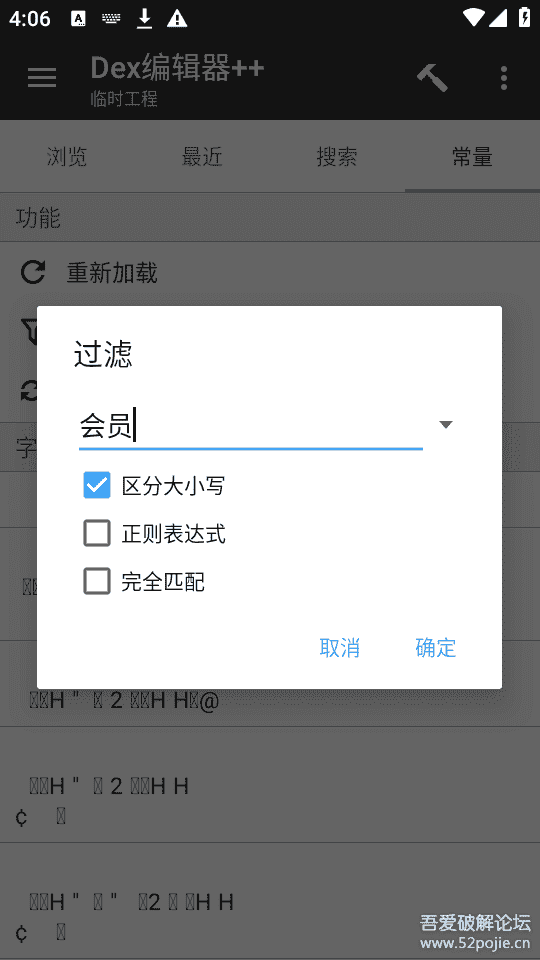 4:06
Dex编辑器++
临时工程
浏览 最近 搜索 常量
功能
重新加载
过滤
会员
区分大小写
正则表达式
完全匹配
取消 确定
字
H " 2 H H @
H " 2 H H
¢
H " " 2 H H
¢
吾爱破解论坛
www.52pojie.cn